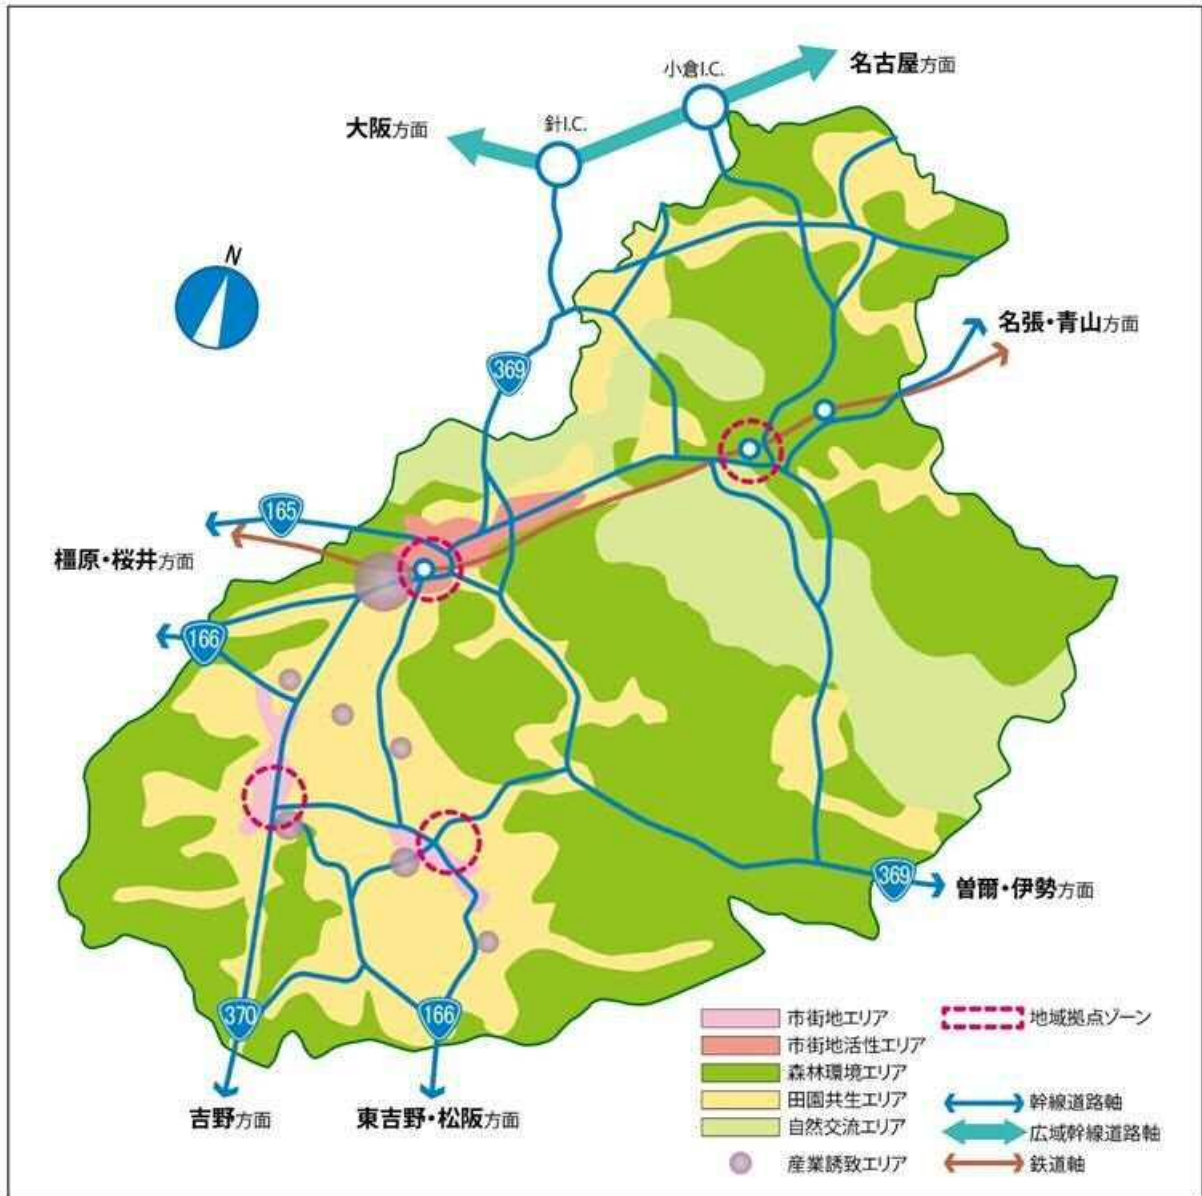 小倉I.C.
名古屋方面
針I.C.
大阪方面
N
名張・青山方面
369
165
橿原・桜井方面
166
369
曽爾・伊勢方面
370
166
吉野方面
東吉野・松阪方面
市街地エリア
市街地活性エリア
森林環境エリア
田園共生エリア
自然交流エリア
産業誘致エリア
地域拠点ゾーン
幹線道路軸
広域幹線道路軸
鉄道軸